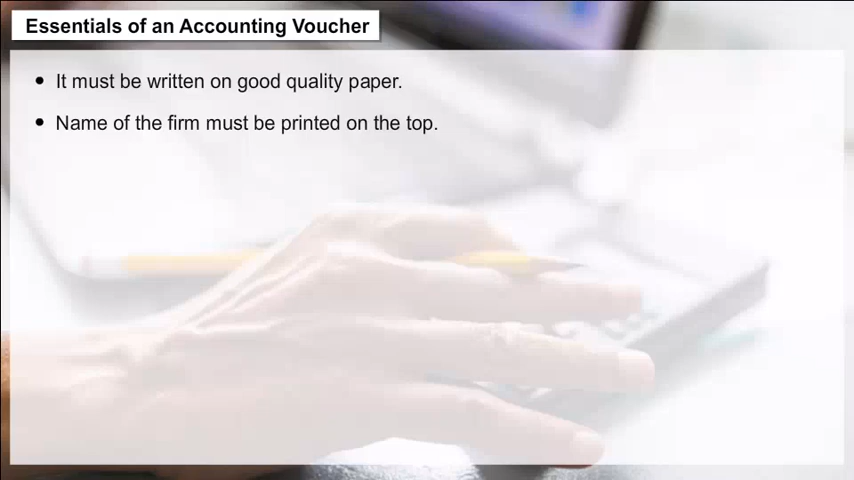 Essentials of an Accounting Voucher
• It must be written on good quality paper.
• Name of the firm must be printed on the top.